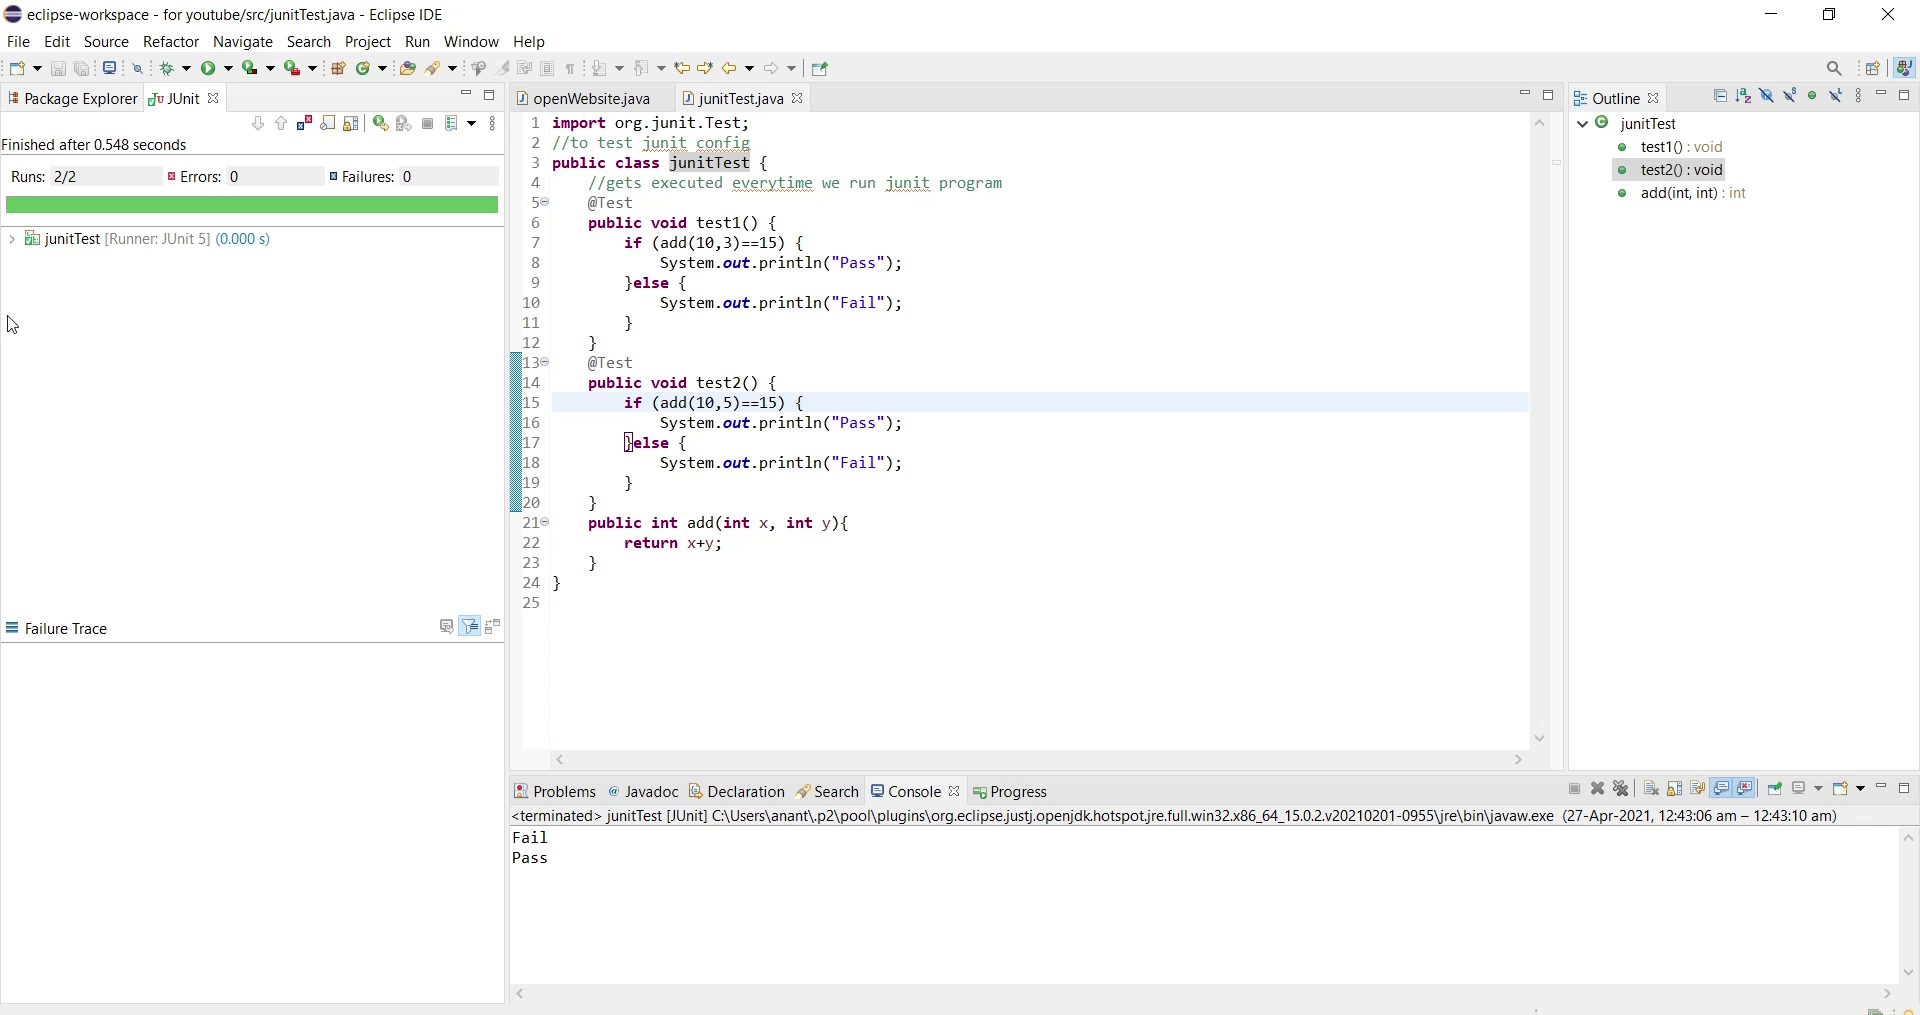 eclipse-workspace - for youtube/src/junitTest.java - Eclipse IDE
File Edit Source Refactor Navigate Search Project Run Window Help
Package Explorer JUnit
Finished after 0.548 seconds
Runs: 2/2 Errors: 0 Failures: 0
junitTest [Runner: JUnit 5] (0.000 s)
Failure Trace
openWebsite.java junitTest.java
1 import org.junit.Test;
2 //to test junit config
3 public class junitTest {
4 //gets executed everytime we run junit program
5 @Test
6 public void test1() {
7 if (add(10,3)==15) {
8 System.out.println("Pass");
9 }else {
10 System.out.println("Fail");
11 }
12 }
13 @Test
14 public void test2() {
15 if (add(10,5)==15) {
16 System.out.println("Pass");
17 }else {
18 System.out.println("Fail");
19 }
20 }
21 public int add(int x, int y){
22 return x+y;
23 }
24 }
25
Outline
junitTest
test1() : void
test2() : void
add(int, int) : int
Problems @ Javadoc Declaration Search Console Progress
<terminated> junitTest [JUnit] C:\Users\anant\.p2\pool\plugins\org.eclipse.justj.openjdk.hotspot.jre.full.win32.x86_64_15.0.2.v20210201-0955\jre\bin\javaw.exe (27-Apr-2021, 12:43:06 am – 12:43:10 am)
Fail
Pass